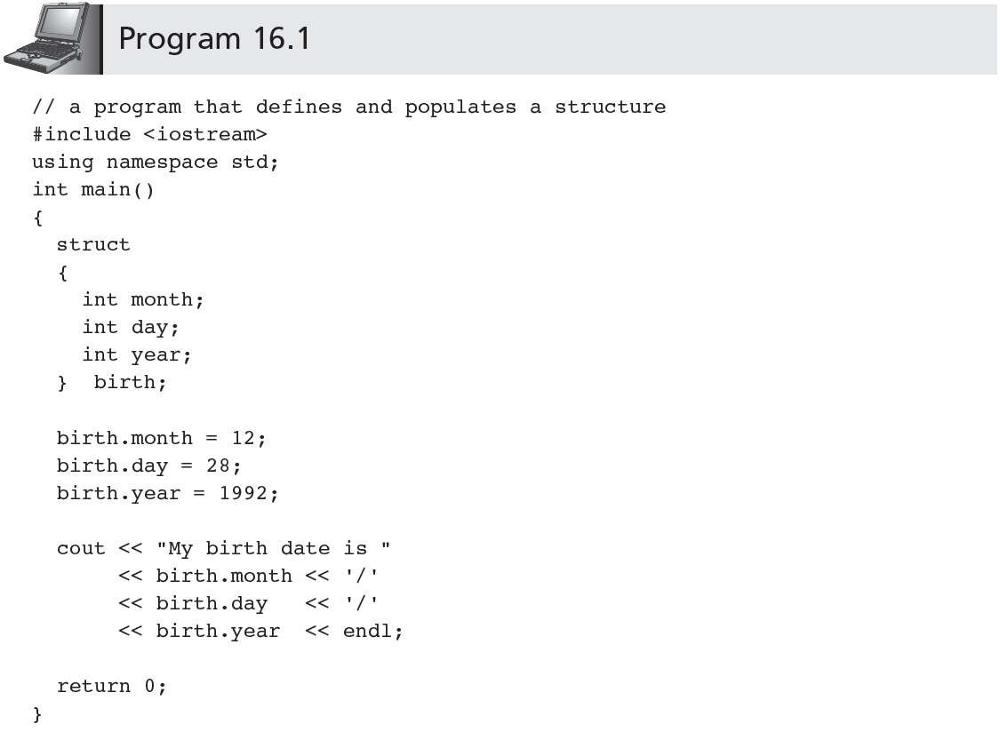 Program 16.1
// a program that defines and populates a structure
#include <iostream>
using namespace std;
int main()
{
  struct
  {
    int month;
    int day;
    int year;
  }  birth;

  birth.month = 12;
  birth.day = 28;
  birth.year = 1992;

  cout << "My birth date is "
       << birth.month << '/'
       << birth.day   << '/'
       << birth.year  << endl;

  return 0;
}